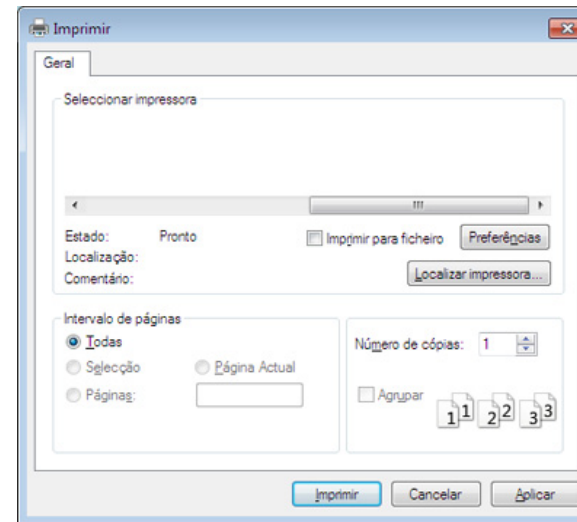 Imprimir
Geral
Seleccionar impressora
Estado: Pronto
Imprimir para ficheiro Preferências
Localização:
Comentário:
Localizar impressora...
Intervalo de páginas
Todas
Selecção Página Actual
Páginas:
Número de cópias: 1
Agrupar
1 1 2 2 3 3
Imprimir Cancelar Aplicar